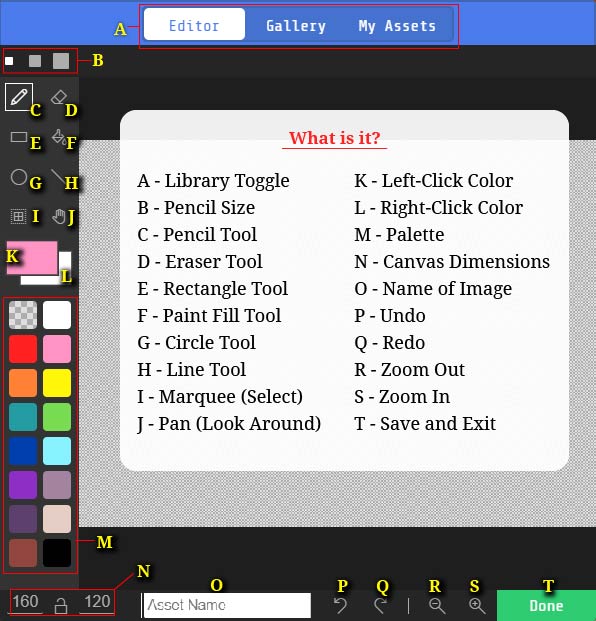 Editor Gallery My Assets
A
B
C D
E F
G H
I J
K
L
M
N
What is it?
A - Library Toggle
B - Pencil Size
C - Pencil Tool
D - Eraser Tool
E - Rectangle Tool
F - Paint Fill Tool
G - Circle Tool
H - Line Tool
I - Marquee (Select)
J - Pan (Look Around)
K - Left-Click Color
L - Right-Click Color
M - Palette
N - Canvas Dimensions
O - Name of Image
P - Undo
Q - Redo
R - Zoom Out
S - Zoom In
T - Save and Exit
O P Q R S T
160 120 Asset Name Done